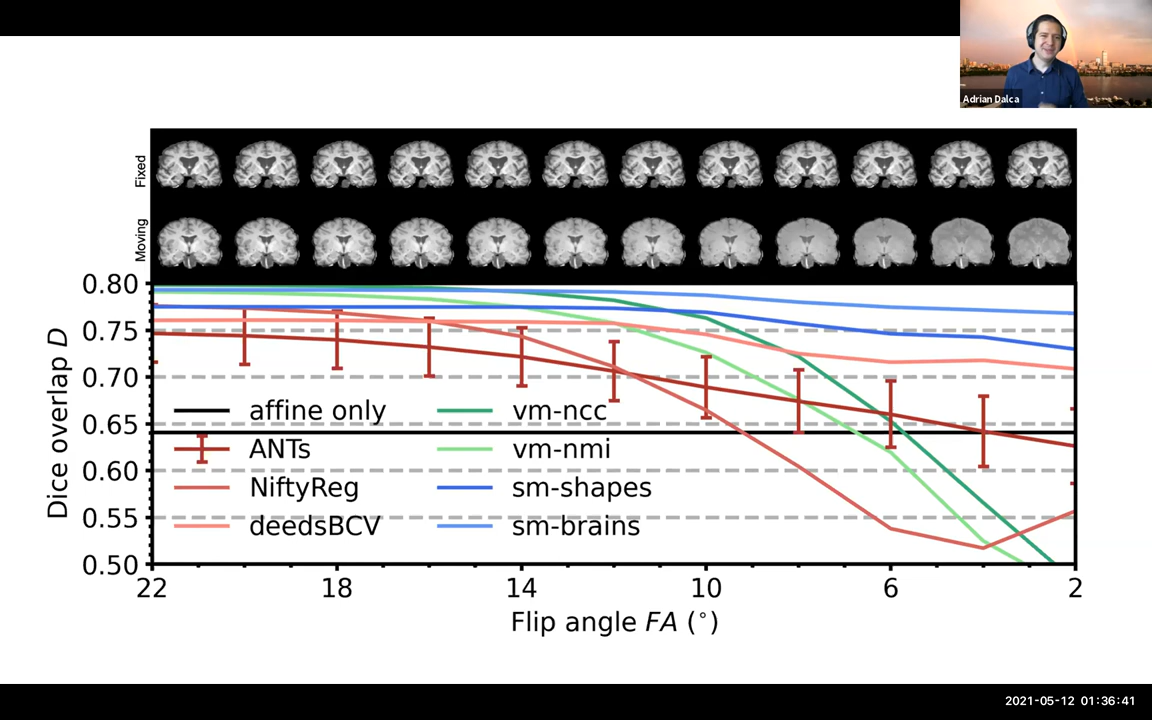 Adrian Dalca
Fixed
Moving
0.80
0.75
0.70
0.65
0.60
0.55
0.50
Dice overlap D
affine only
ANTs
NiftyReg
deedsBCV
vm-ncc
vm-nmi
sm-shapes
sm-brains
22 18 14 10 6 2
Flip angle FA (°)
2021-05-12 01:36:41